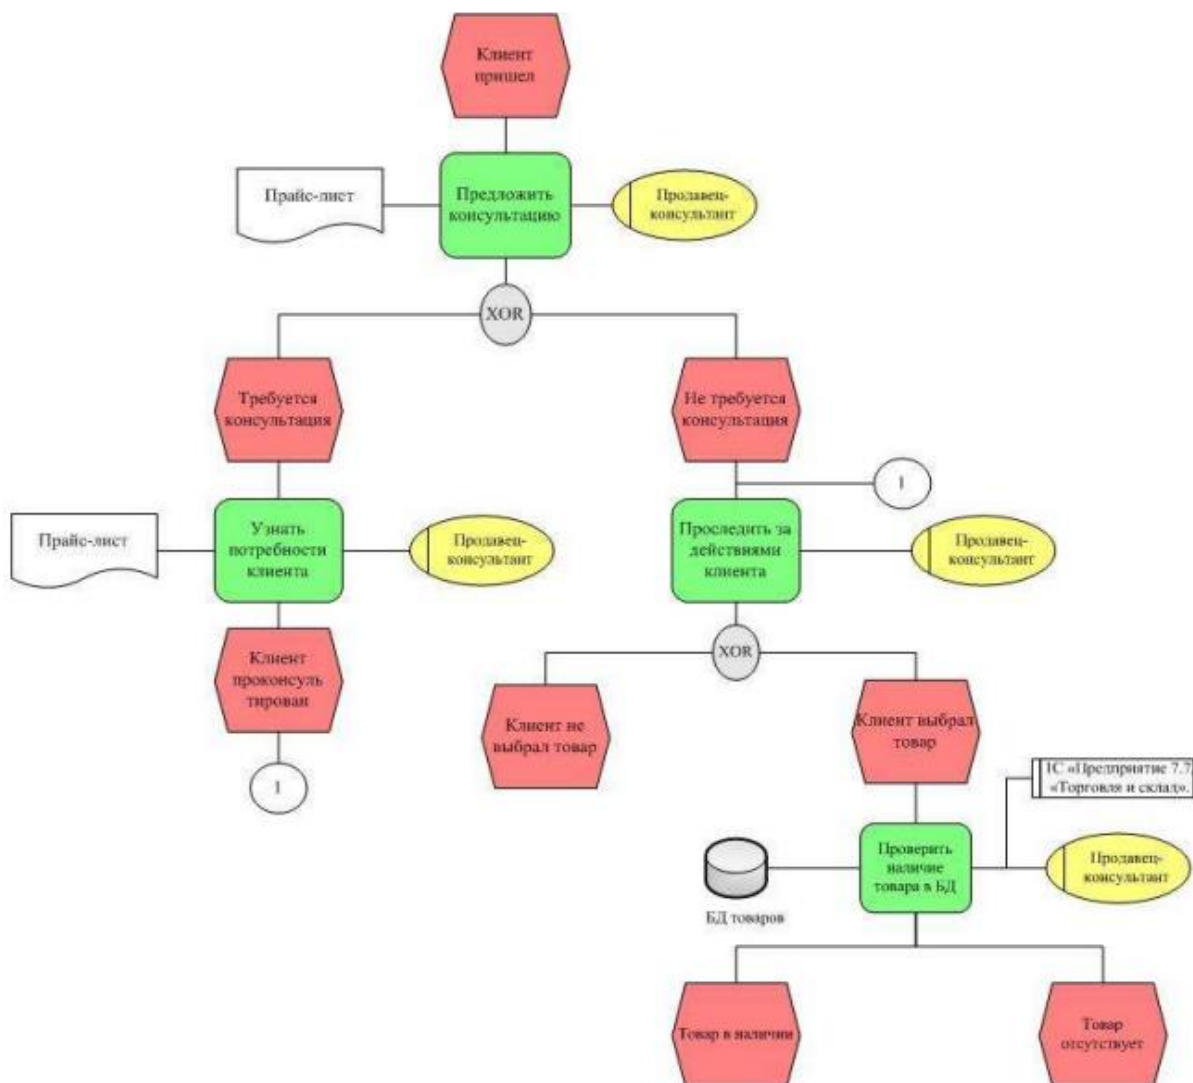 Клиент
пришел
Прайс-лист
Предложить
консультацию
Продавец-
консультант
XOR
Требуется
консультация
Не требуется
консультация
1
Прайс-лист
Узнать
потребности
клиента
Продавец-
консультант
Проследить за
действиями
клиента
Продавец-
консультант
Клиент
проконсуль
тирован
XOR
Клиент не
выбрал товар
Клиент выбрал
товар
1
1С «Предприятие 7.7
«Торговля и склад».
Проверить
наличие
товара в БД
Продавец-
консультант
БД товаров
Товар в наличии
Товар
отсутствует